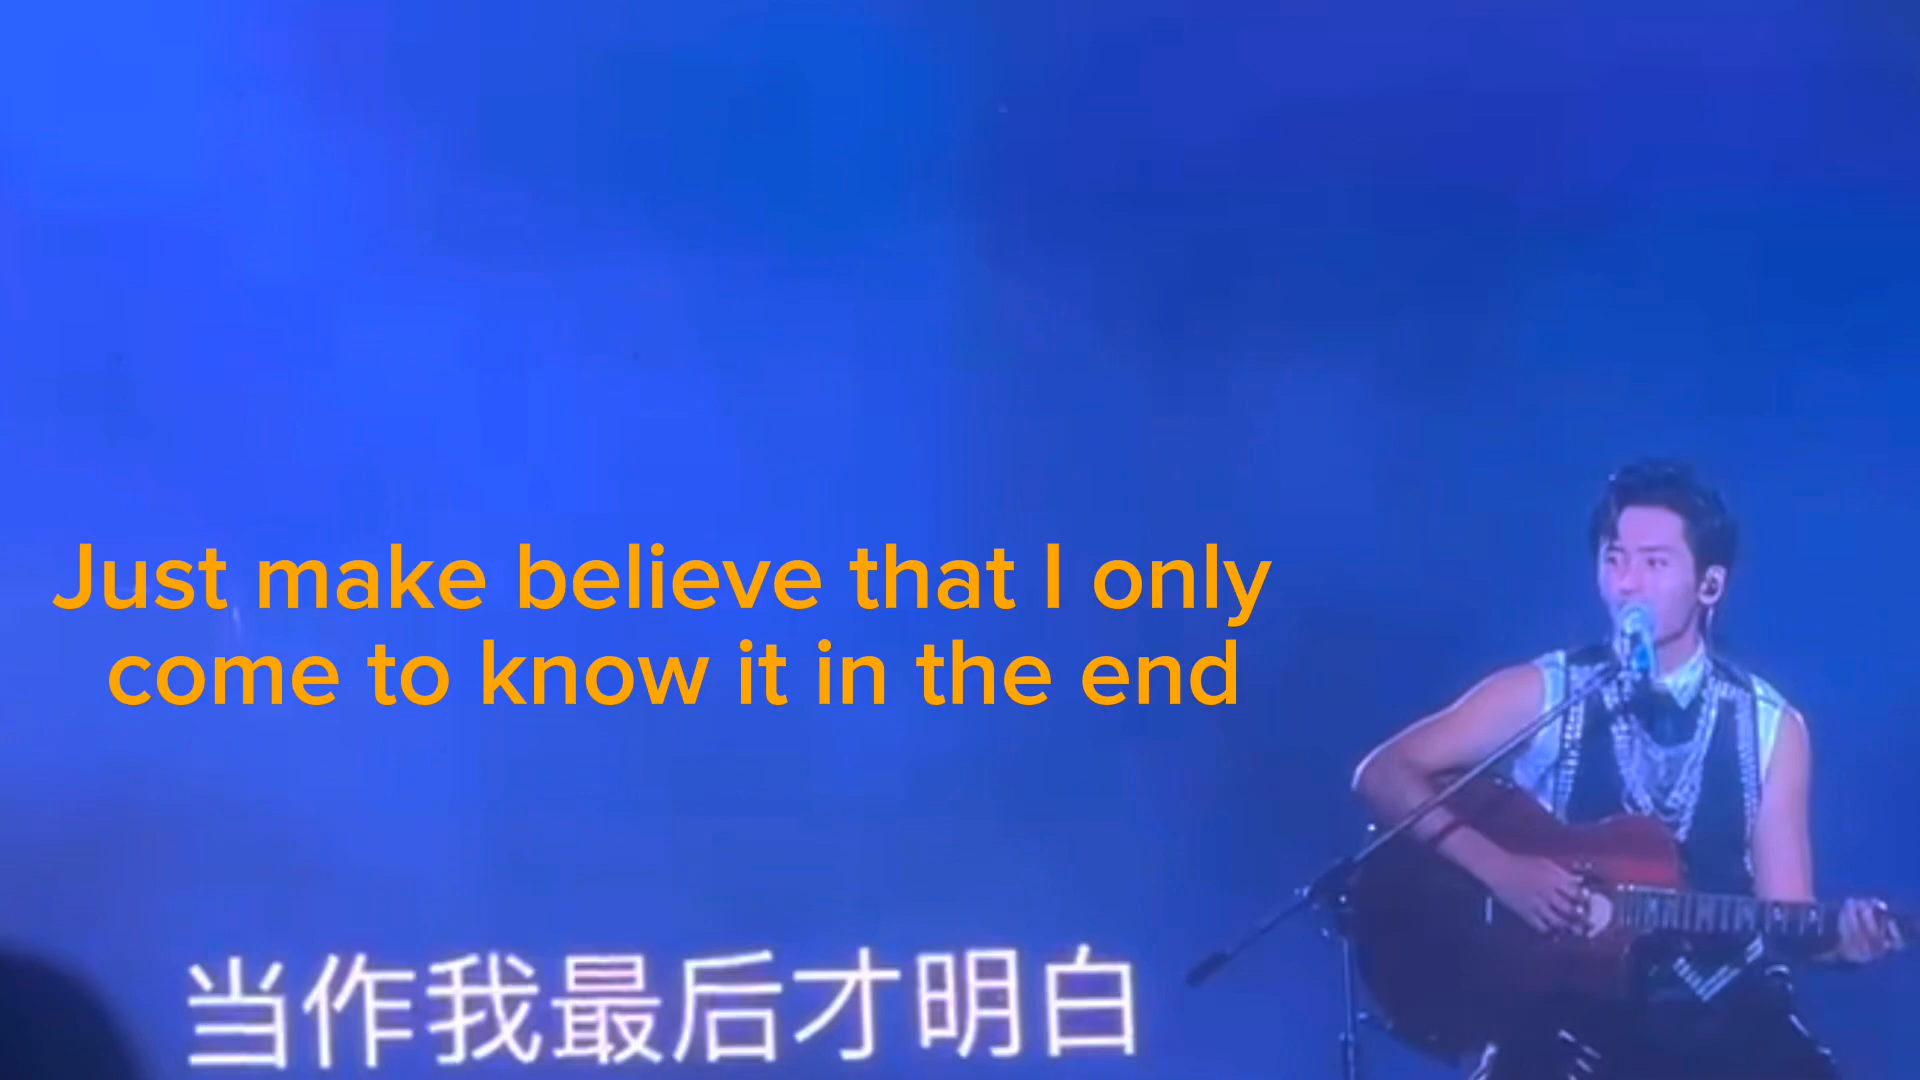 Just make believe that I only
come to know it in the end
当作我最后才明白